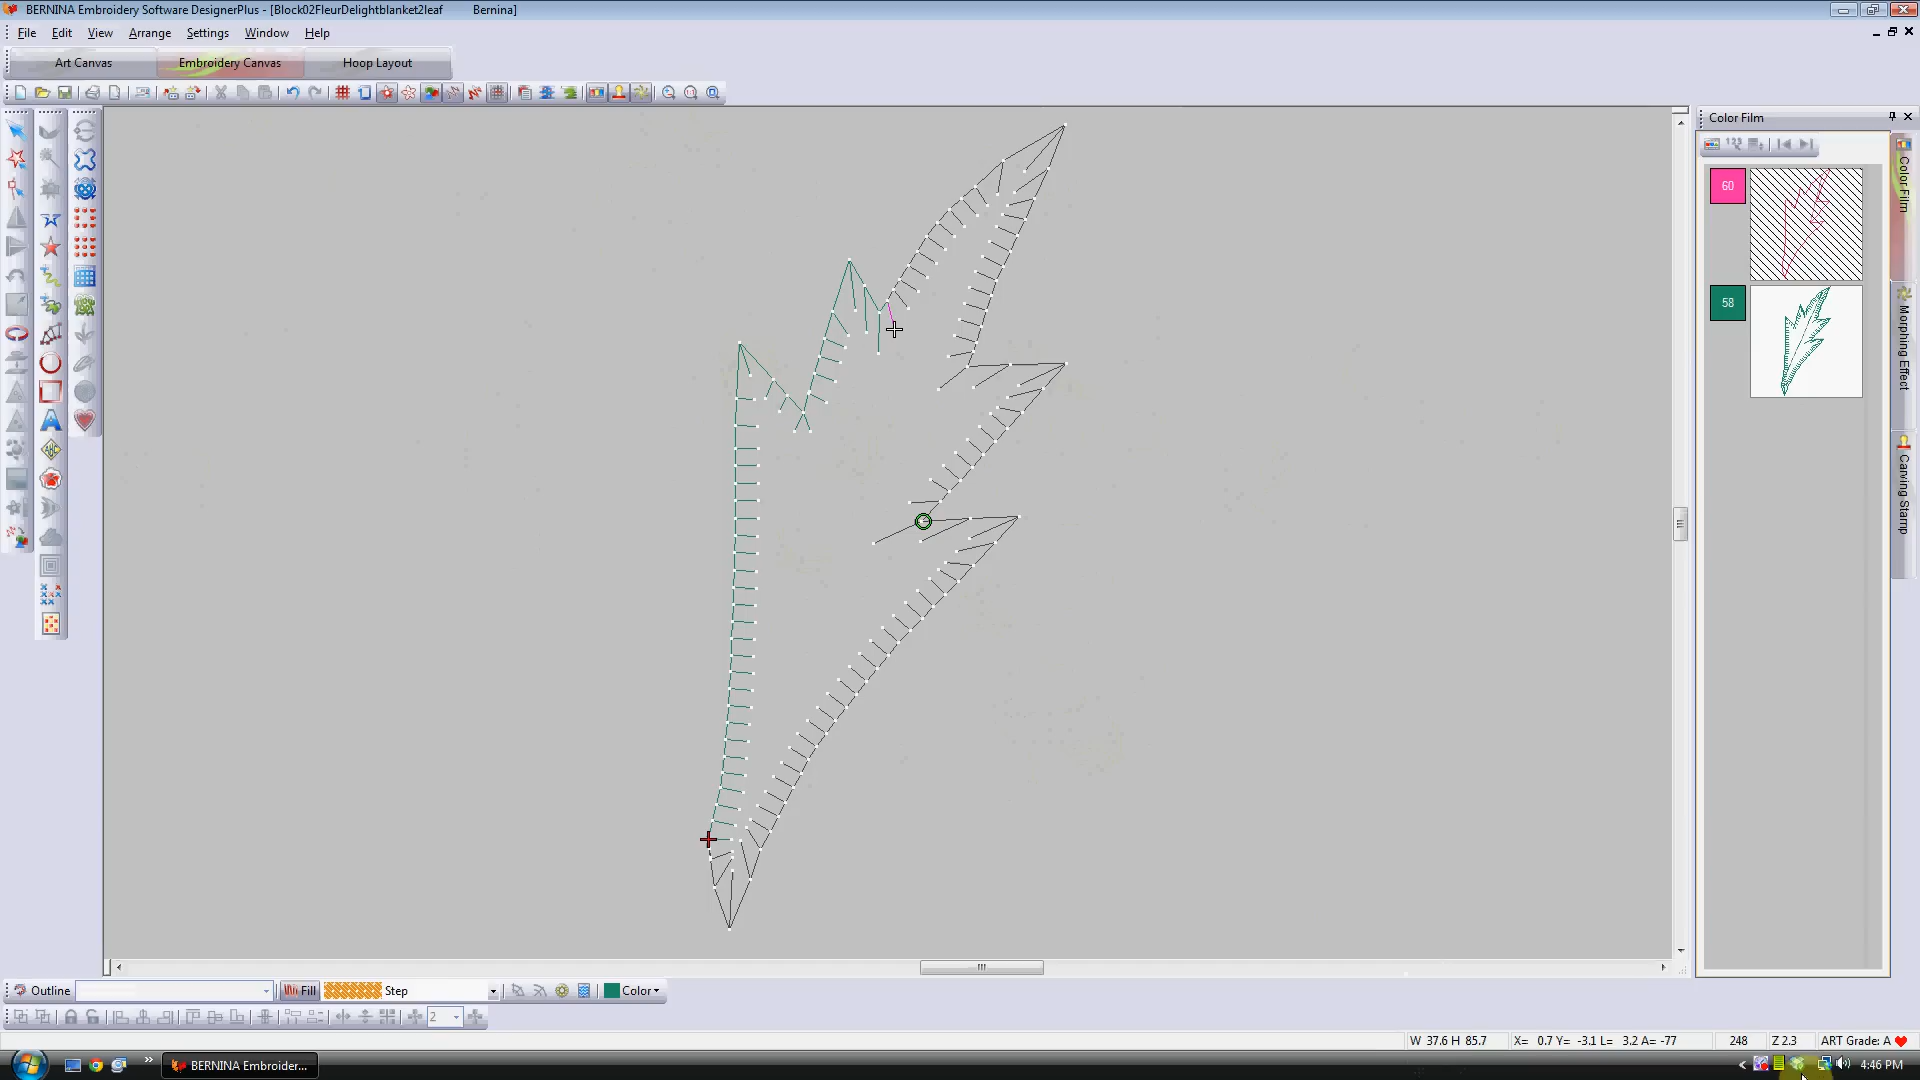 BERNINA Embroidery Software DesignerPlus - [Block02FleurDelightblanket2leaf Bernina]
File Edit View Arrange Settings Window Help
Art Canvas Embroidery Canvas Hoop Layout
Color Film
60
58
Color Film
Morphing Effect
Carving Stamp
Outline Fill Step Color
2
W 37.6 H 85.7 X= 0.7 Y= -3.1 L= 3.2 A= -77 248 Z 2.3 ART Grade: A
BERNINA Embroider... 4:46 PM